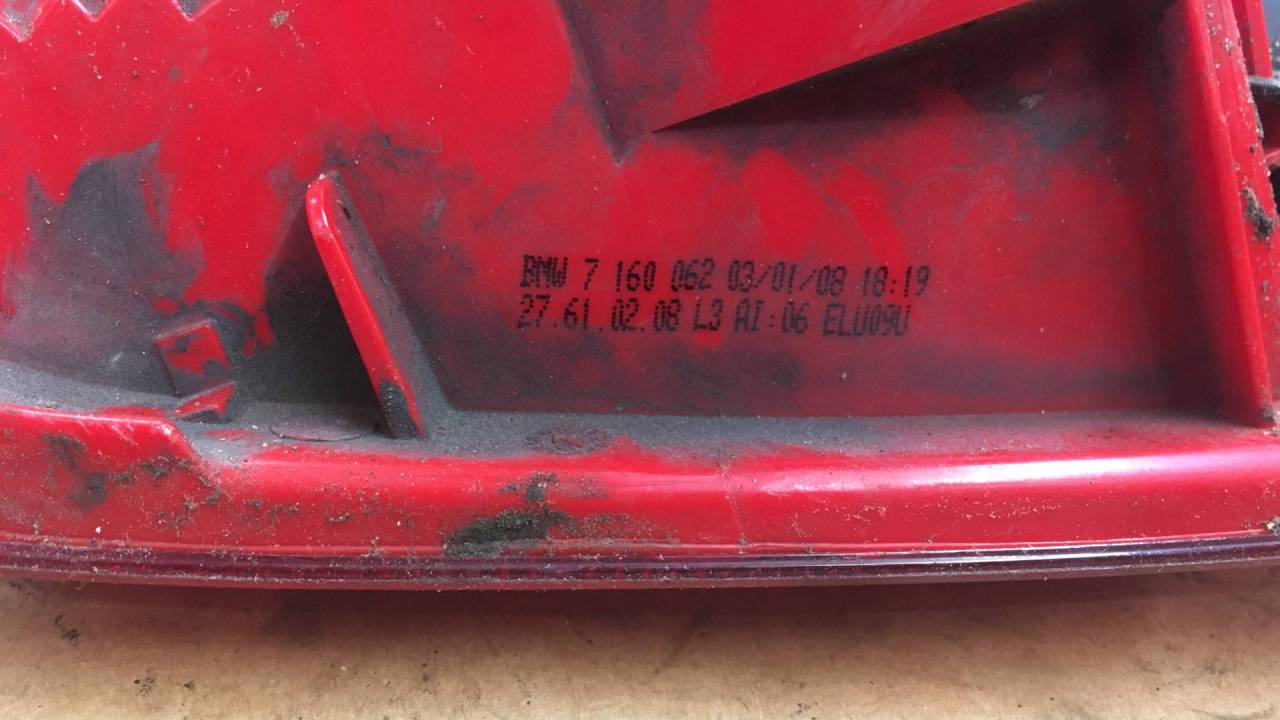 BMW 7 160 062 03/01/08 18:19
27.61.02.08 L3 AI:06 ELU09U